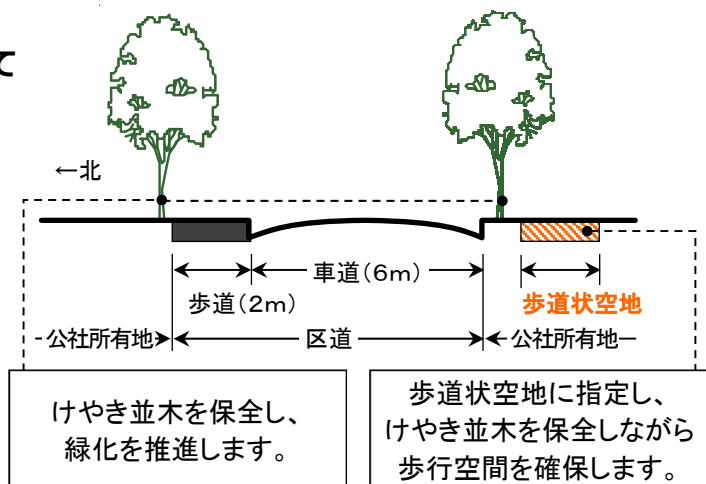 て
←北
車道(6m)
歩道(2m)
歩道状空地
公社所有地
区道
公社所有地
けやき並木を保全し、
緑化を推進します。
歩道状空地に指定し、
けやき並木を保全しながら
歩行空間を確保します。